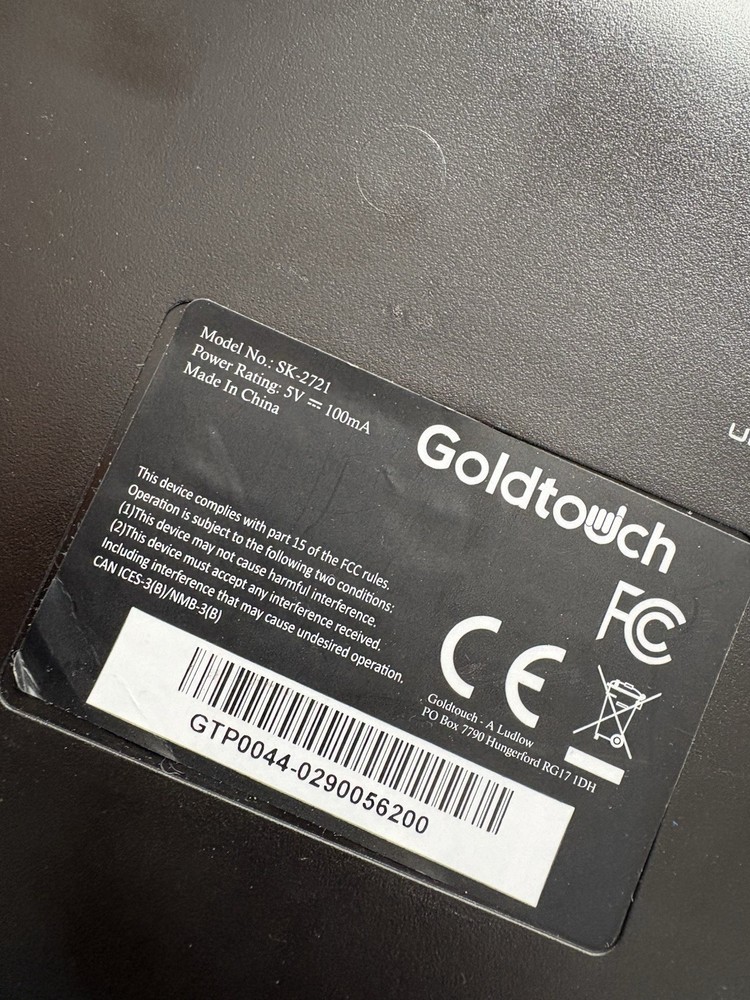 Model No.: SK-2721
Power Rating: 5V ⎓ 100mA
Made In China
Goldtouch
This device complies with part 15 of the FCC rules.
Operation is subject to the following two conditions:
(1)This device may not cause harmful interference.
(2)This device must accept any interference received.
Including interference that may cause undesired operation.
CAN ICES-3(B)/NMB-3(B)
FC
CE
Goldtouch - A Ludlow
PO Box 7790 Hungerford RG17 1DH
GTP0044-0290056200